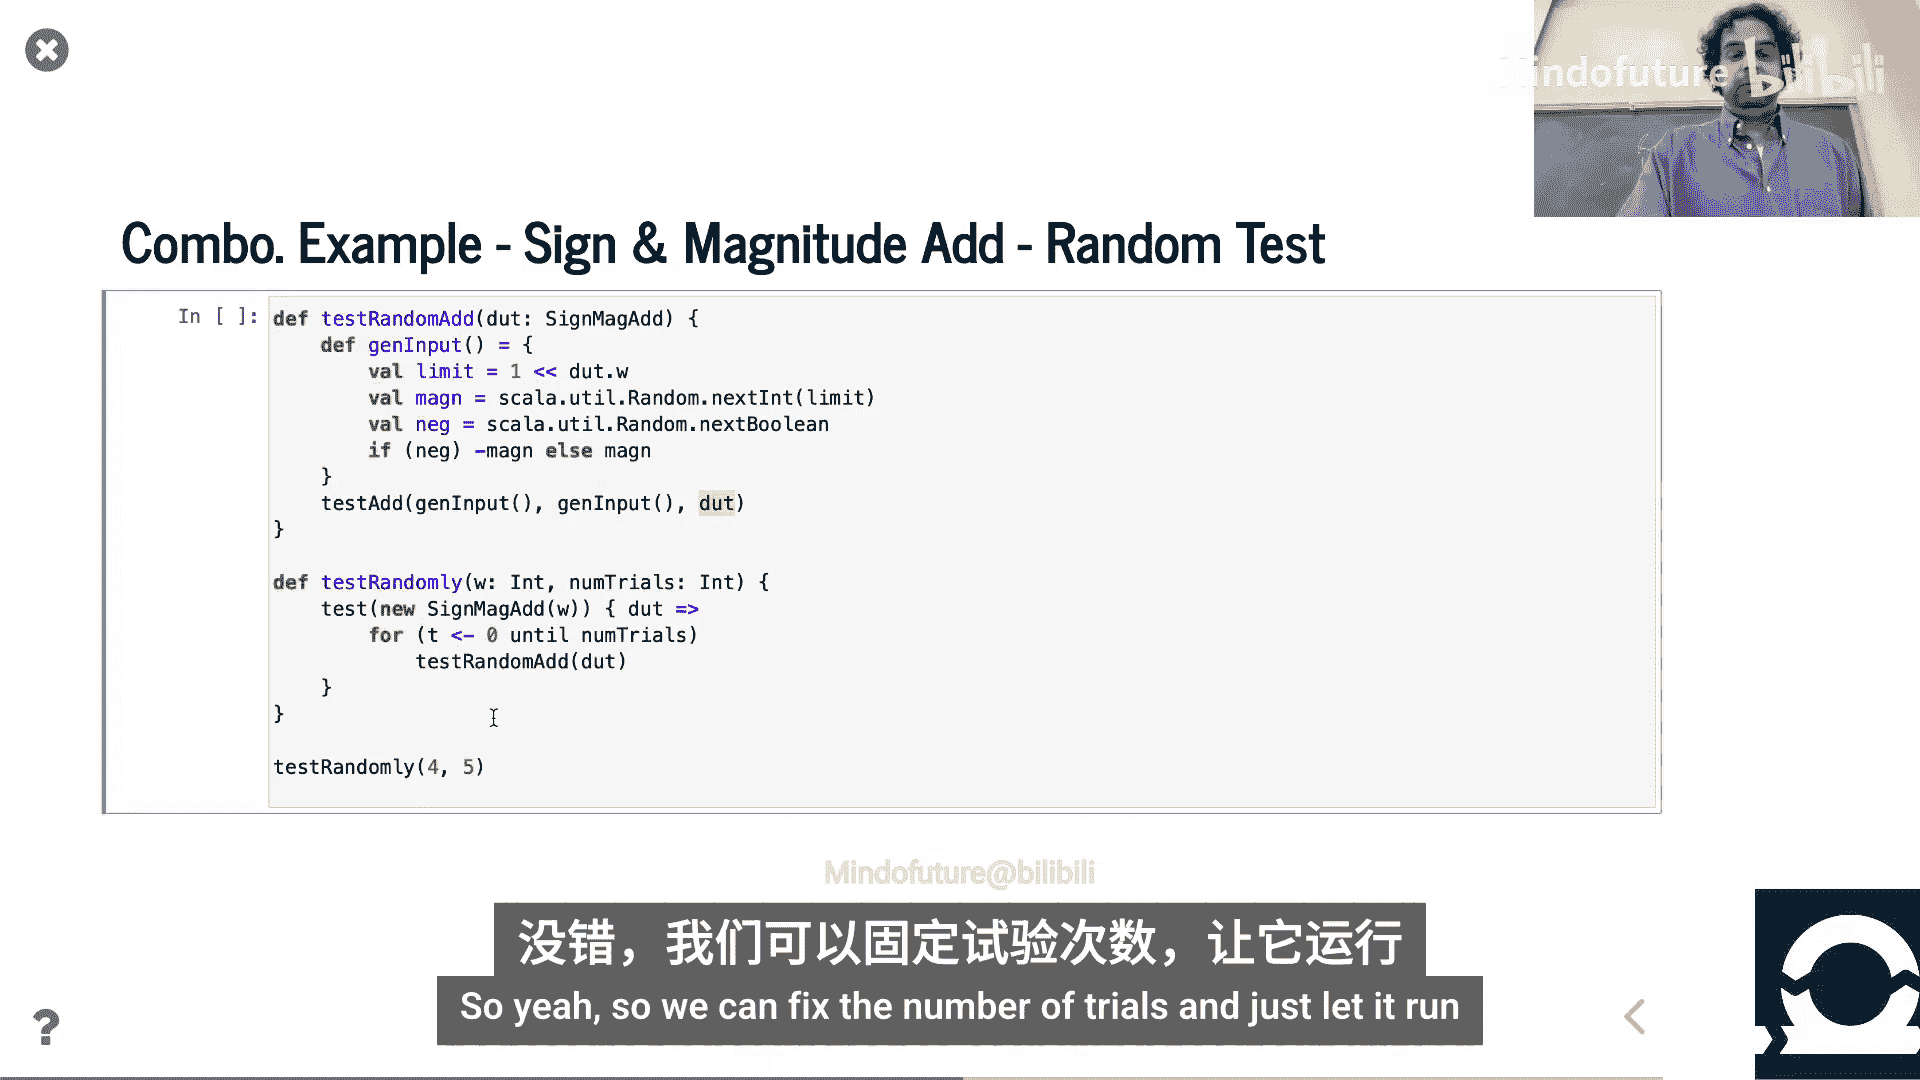 Mindofuture bilibili
Combo. Example - Sign & Magnitude Add - Random Test
In [ ]:
def testRandomAdd(dut: SignMagAdd) {
    def genInput() = {
        val limit = 1 << dut.w
        val magn = scala.util.Random.nextInt(limit)
        val neg = scala.util.Random.nextBoolean
        if (neg) -magn else magn
    }
    testAdd(genInput(), genInput(), dut)
}
def testRandomly(w: Int, numTrials: Int) {
    test(new SignMagAdd(w)) { dut =>
        for (t <- 0 until numTrials)
            testRandomAdd(dut)
    }
}
testRandomly(4, 5)
Mindofuture@bilibili
没错，我们可以固定试验次数，让它运行
So yeah, so we can fix the number of trials and just let it run
?